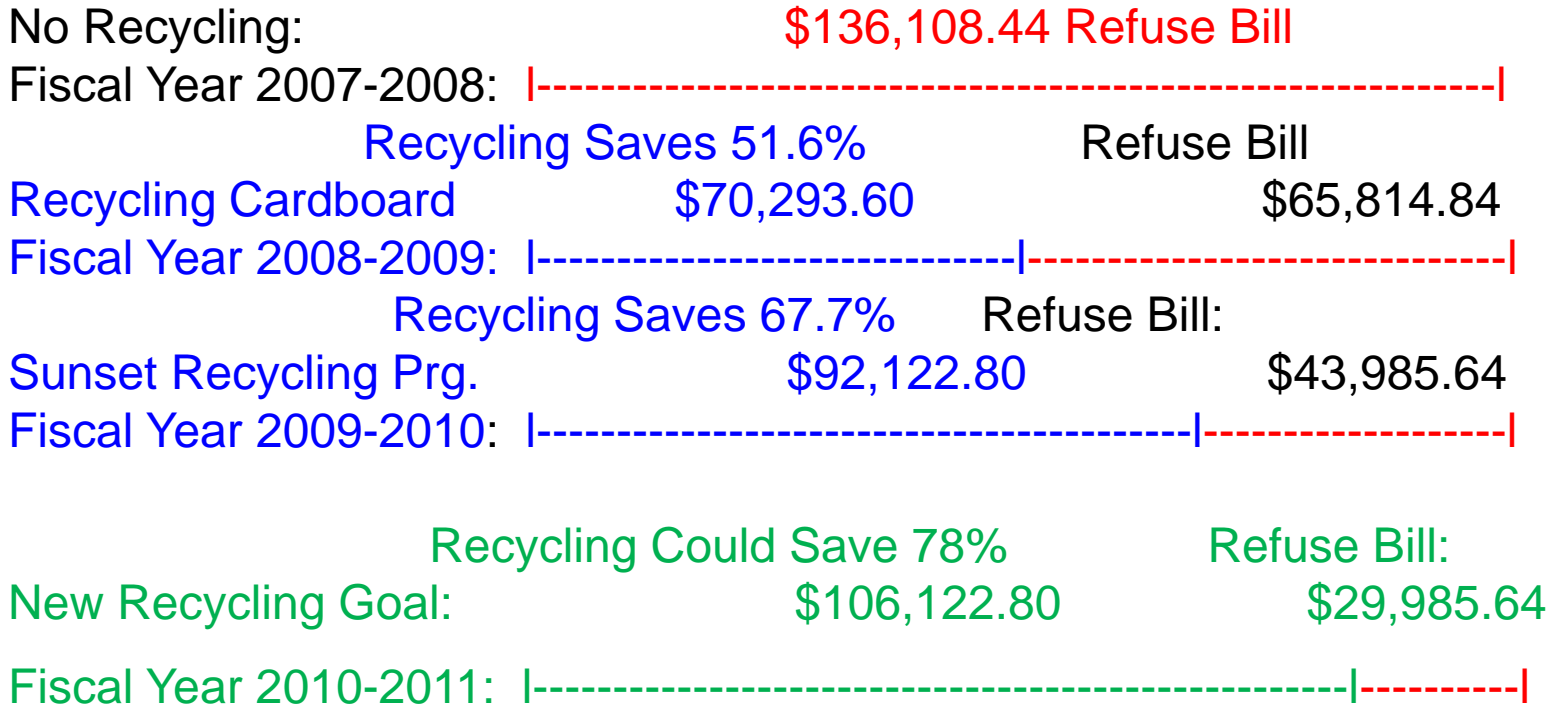 No Recycling: $136,108.44 Refuse Bill
Fiscal Year 2007-2008: |------------------------------------------------------------|
Recycling Saves 51.6% Refuse Bill
Recycling Cardboard $70,293.60 $65,814.84
Fiscal Year 2008-2009: |------------------------------|------------------------------|
Recycling Saves 67.7% Refuse Bill:
Sunset Recycling Prg. $92,122.80 $43,985.64
Fiscal Year 2009-2010: |-----------------------------------------|-------------------|
Recycling Could Save 78% Refuse Bill:
New Recycling Goal: $106,122.80 $29,985.64
Fiscal Year 2010-2011: |---------------------------------------------------|----------|